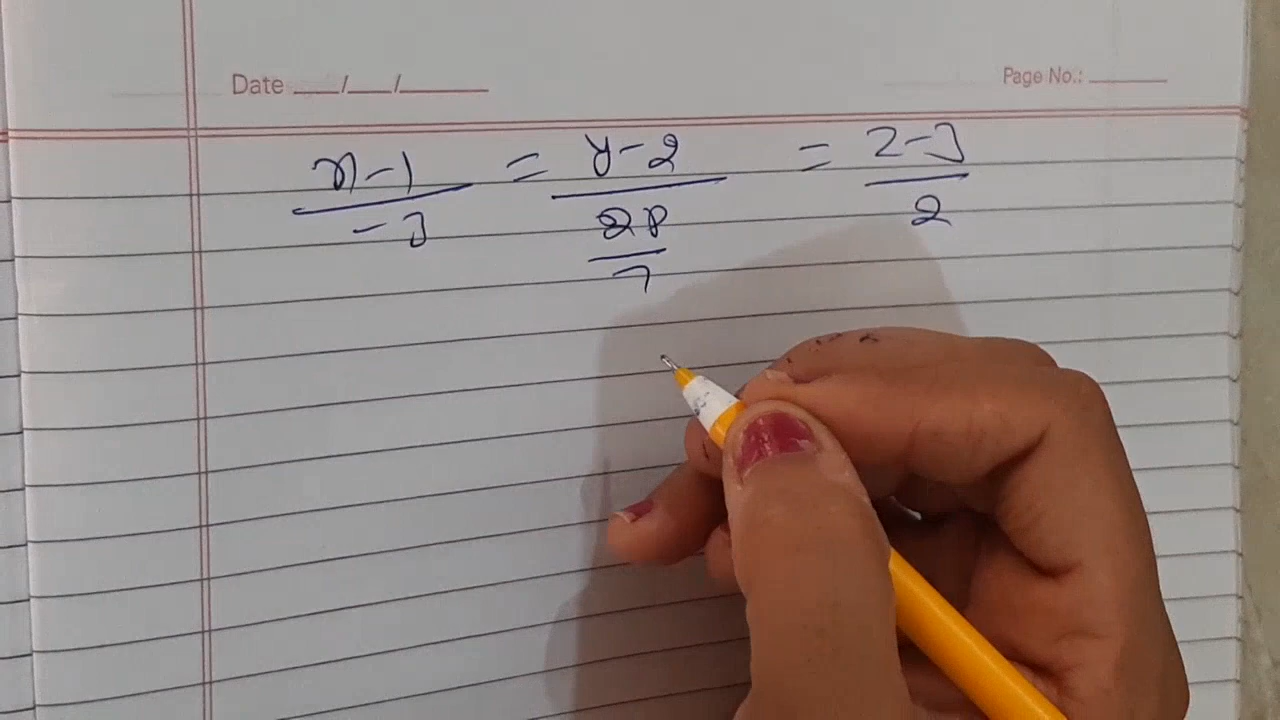 Date ___/___/______ Page No.: ______
x-1 = y-2 = z-3
-3 2p 2
7